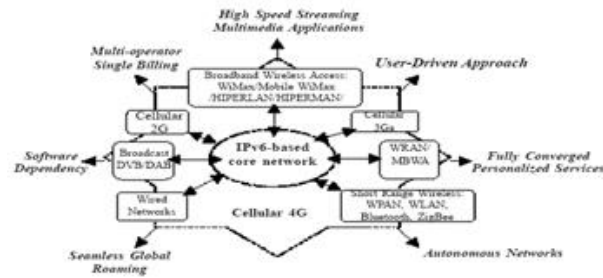 High Speed Streaming
Multimedia Applications
Multi-operator
Single Billing
User-Driven Approach
Broadband Wireless Access:
WiMax/Mobile WiMax
/HIPERLAN/HIPERMAN/
Cellular
2G
Cellular
3Gs
IPv6-based
core network
Broadcast
DVB/DAB
WRAN/
MBWA
Software
Dependency
Fully Converged
Personalized Services
Wired
Networks
Cellular 4G
Short Range Wireless:
WPAN, WLAN,
Bluetooth, ZigBee
Seamless Global
Roaming
Autonomous Networks